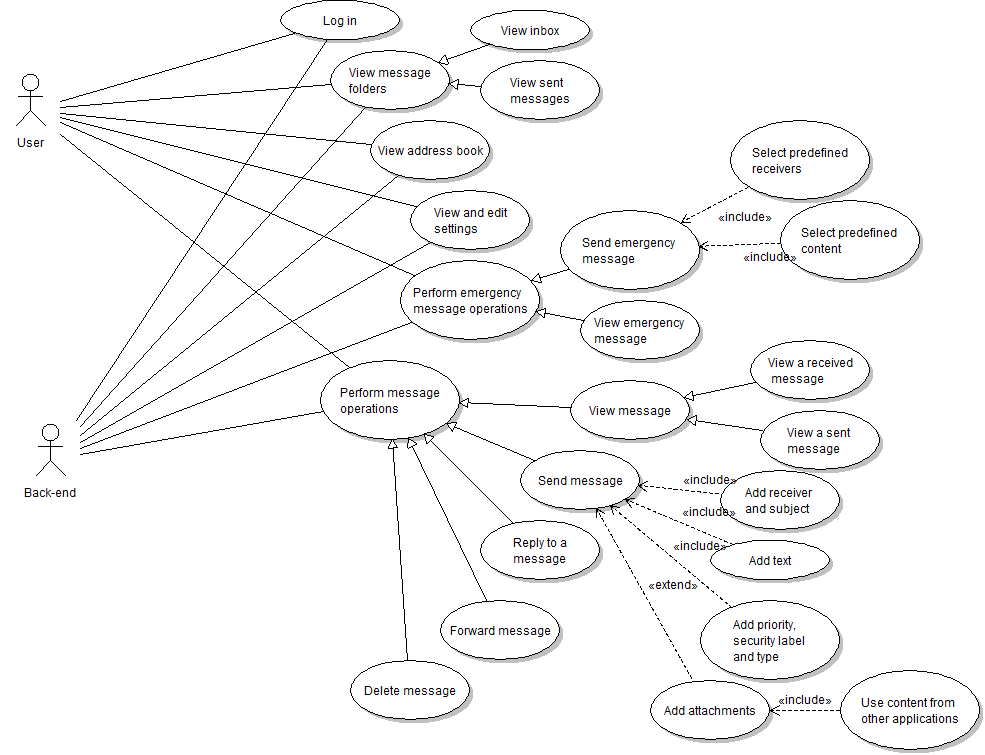 Log in
View inbox
View message
folders
View sent
messages
User
View address book
Select predefined
receivers
«include»
View and edit
settings
Select predefined
content
Send emergency
message
«include»
Perform emergency
message operations
View emergency
message
View a received
message
Perform message
operations
View message
View a sent
message
Back-end
Send message
«include»
Add receiver
and subject
«include»
Reply to a
message
«include»
Add text
«extend»
Forward message
Add priority,
security label
and type
Delete message
Add attachments
«include»
Use content from
other applications